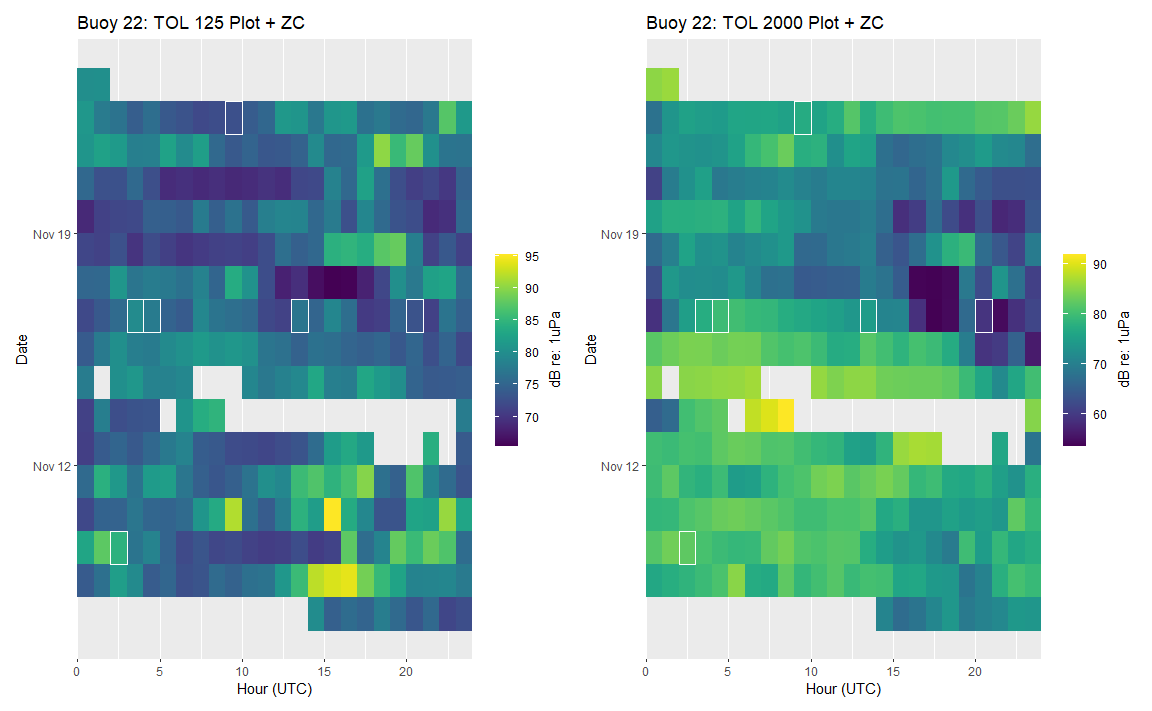 Buoy 22: TOL 125 Plot + ZC
Date
Nov 19
Nov 12
0 5 10 15 20
Hour (UTC)
95
90
85
80
75
70
dB re: 1uPa
Buoy 22: TOL 2000 Plot + ZC
Date
Nov 19
Nov 12
0 5 10 15 20
Hour (UTC)
90
80
70
60
dB re: 1uPa